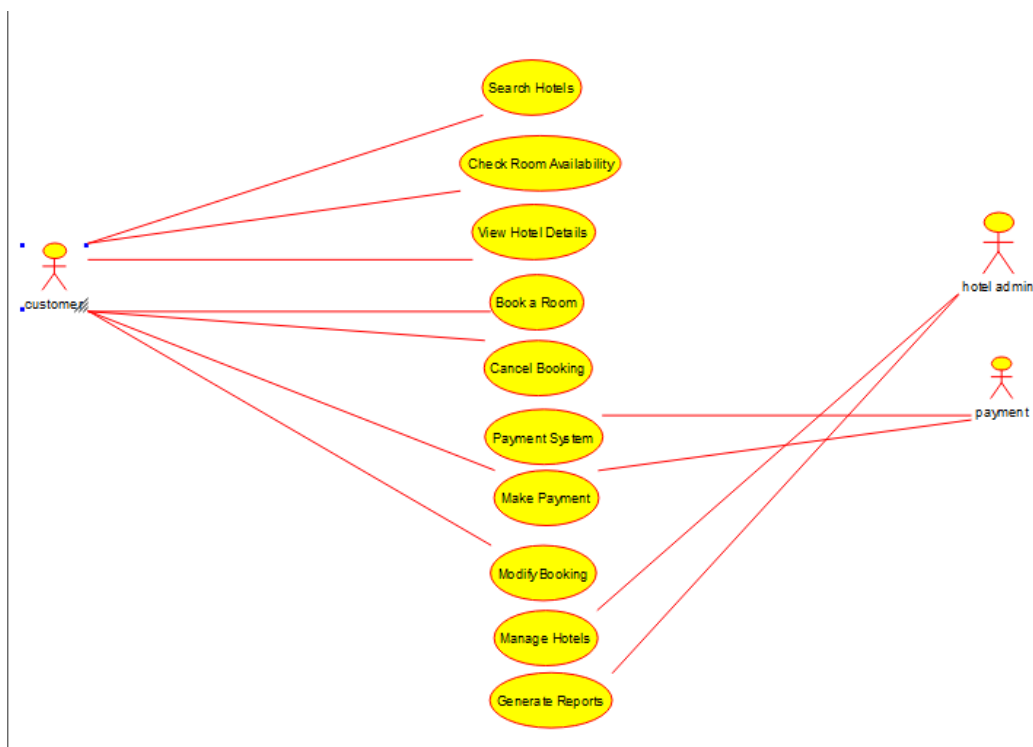 Search Hotels
Check Room Availability
View Hotel Details
customer
hotel admin
Book a Room
Cancel Booking
payment
Payment System
Make Payment
Modify Booking
Manage Hotels
Generate Reports